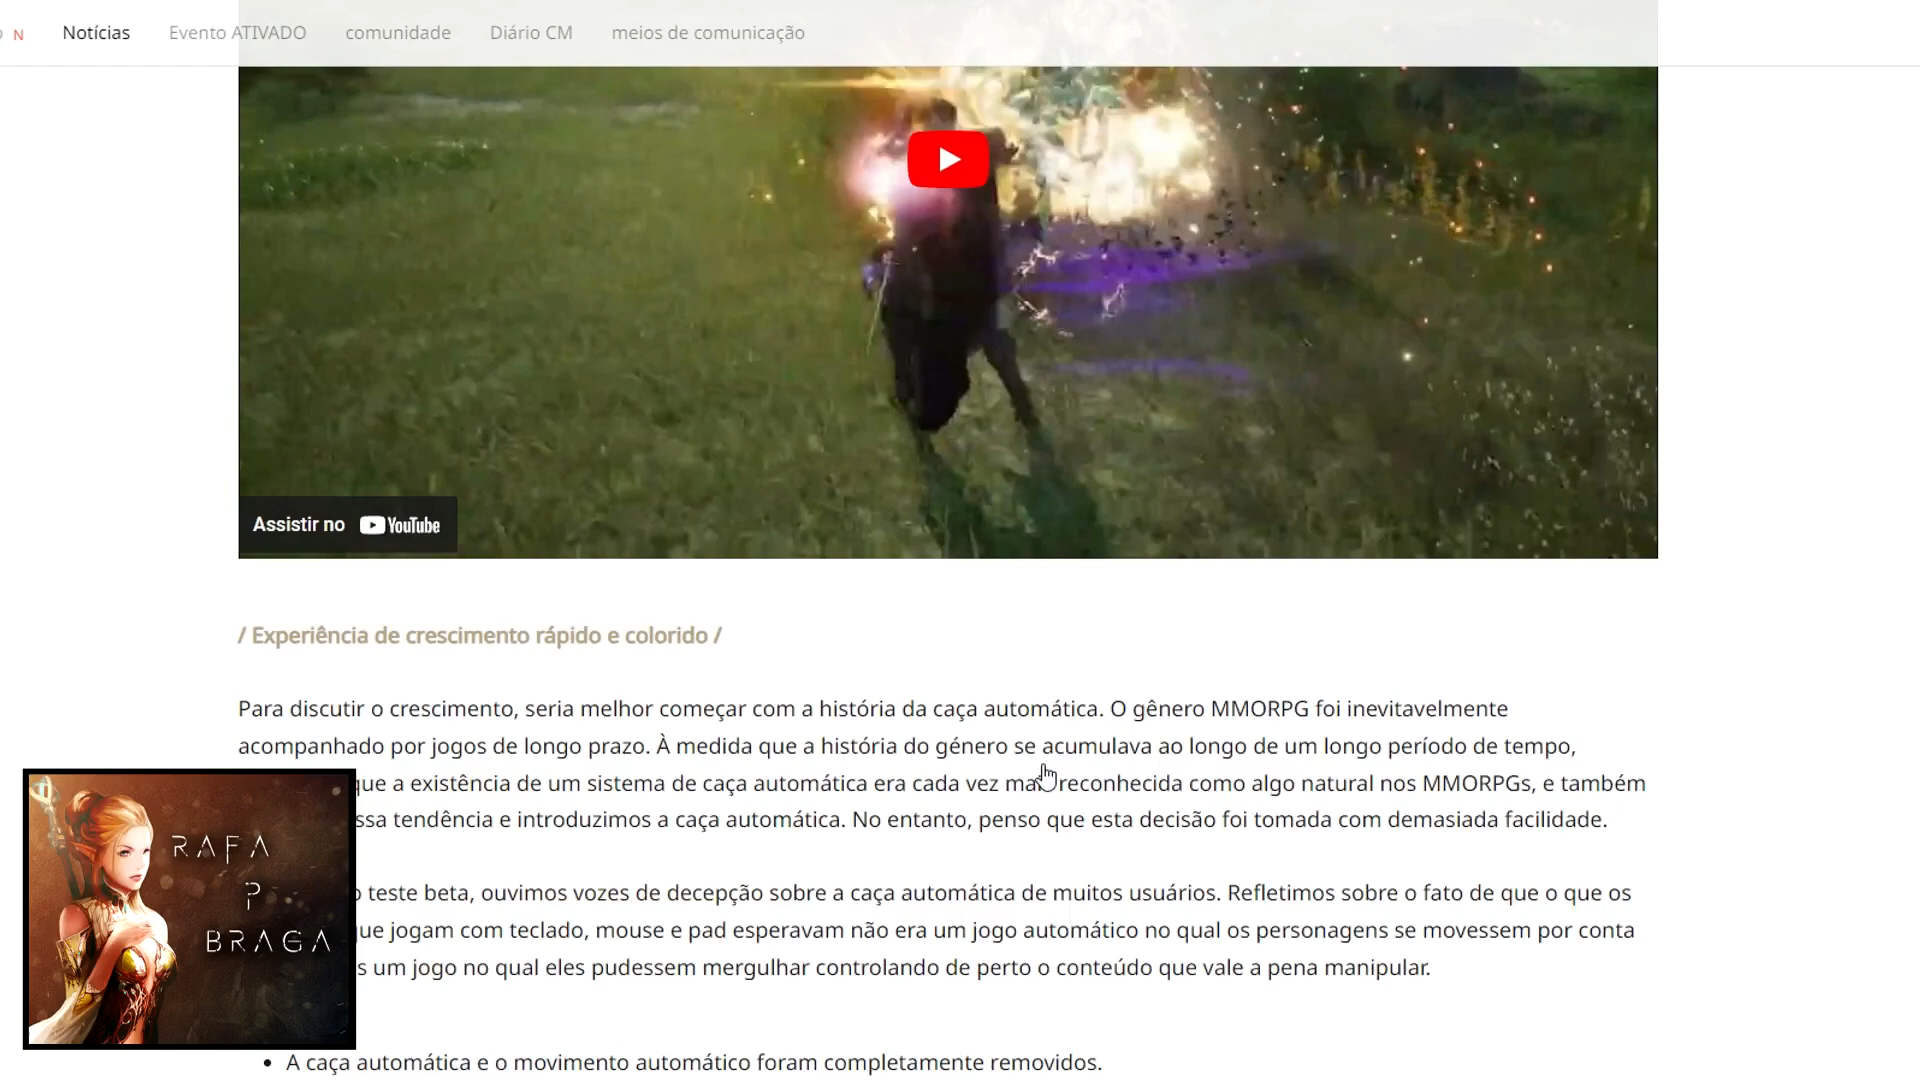 N Notícias Evento ATIVADO comunidade Diário CM meios de comunicação
Assistir no YouTube
/ Experiência de crescimento rápido e colorido /
Para discutir o crescimento, seria melhor começar com a história da caça automática. O gênero MMORPG foi inevitavelmente
acompanhado por jogos de longo prazo. À medida que a história do género se acumulava ao longo de um longo período de tempo,
que a existência de um sistema de caça automática era cada vez reconhecida como algo natural nos MMORPGs, e também
tendência e introduzimos a caça automática. No entanto, penso que esta decisão foi tomada com demasiada facilidade.
teste beta, ouvimos vozes de decepção sobre a caça automática de muitos usuários. Refletimos sobre o fato de que o que os
jogam com teclado, mouse e pad esperavam não era um jogo automático no qual os personagens se movessem por conta
um jogo no qual eles pudessem mergulhar controlando de perto o conteúdo que vale a pena manipular.
RAFA
P
BRAGA
• A caça automática e o movimento automático foram completamente removidos.